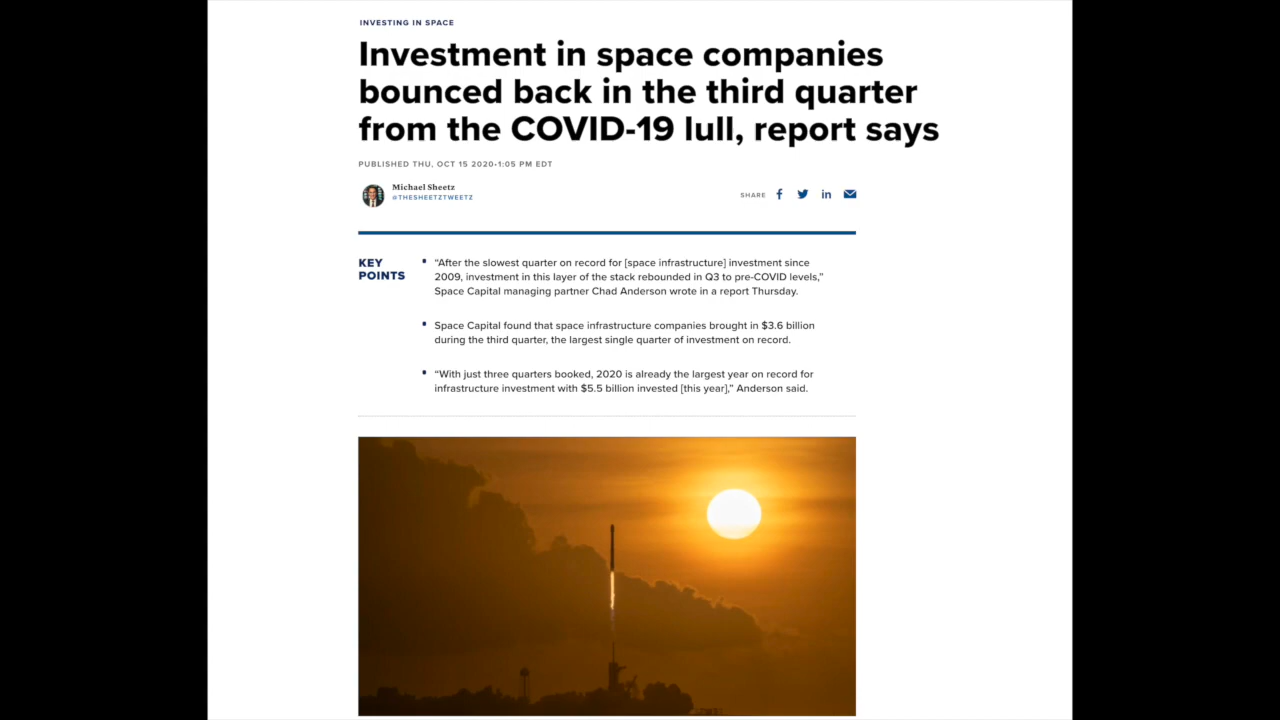 INVESTING IN SPACE
Investment in space companies
bounced back in the third quarter
from the COVID-19 lull, report says
PUBLISHED THU, OCT 15 2020•1:05 PM EDT
Michael Sheetz
@THESHEETZTWEETZ
SHARE
KEY
POINTS
“After the slowest quarter on record for [space infrastructure] investment since
2009, investment in this layer of the stack rebounded in Q3 to pre-COVID levels,”
Space Capital managing partner Chad Anderson wrote in a report Thursday.
Space Capital found that space infrastructure companies brought in $3.6 billion
during the third quarter, the largest single quarter of investment on record.
“With just three quarters booked, 2020 is already the largest year on record for
infrastructure investment with $5.5 billion invested [this year],” Anderson said.